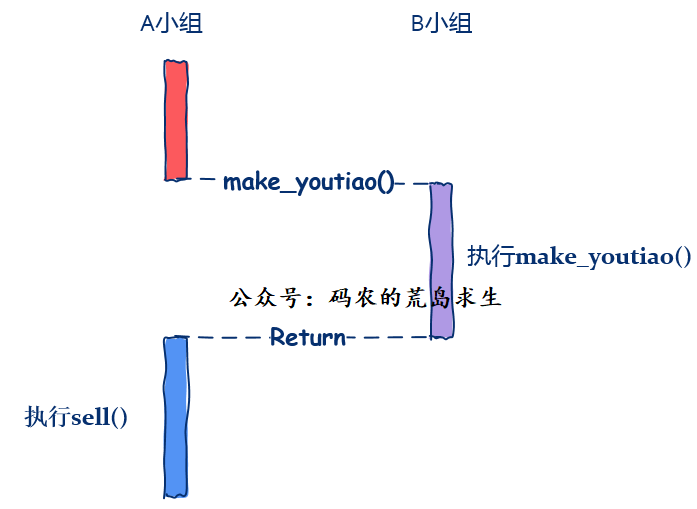 A小组
B小组
make_youtiao()
执行make_youtiao()
公众号：码农的荒岛求生
Return
执行sell()